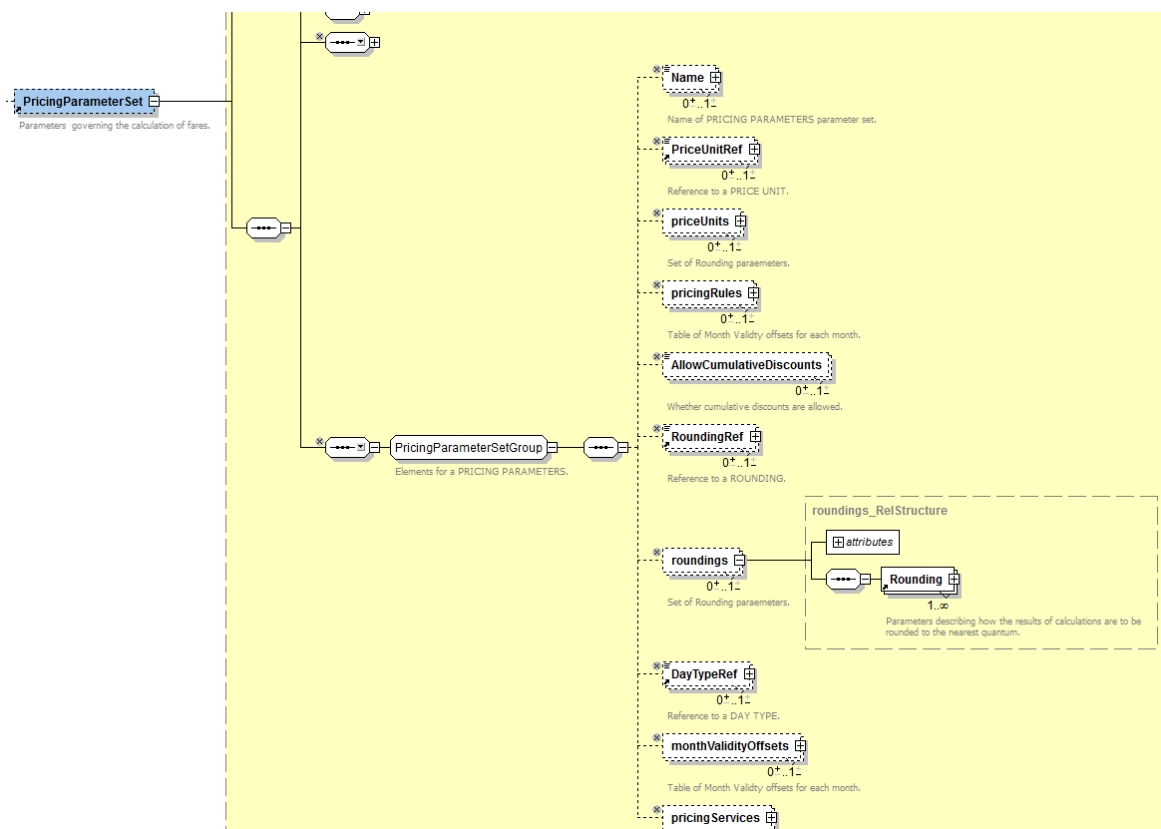 PricingParameterSet
Parameters governing the calculation of fares.
Name
0+..1+
Name of PRICING PARAMETERS parameter set.
PriceUnitRef
0+..1+
Reference to a PRICE UNIT.
priceUnits
0+..1+
Set of Rounding paraemeters.
pricingRules
0+..1+
Table of Month Validty offsets for each month.
AllowCumulativeDiscounts
0+..1+
Whether cumulative discounts are allowed.
RoundingRef
0+..1+
Reference to a ROUNDING.
PricingParameterSetGroup
Elements for a PRICING PARAMETERS.
roundings_RelStructure
attributes
roundings
0+..1+
Set of Rounding paraemeters.
Rounding
1..∞
Parameters describing how the results of calculations are to be
rounded to the nearest quantum.
DayTypeRef
0+..1+
Reference to a DAY TYPE.
monthValidityOffsets
0+..1+
Table of Month Validty offsets for each month.
pricingServices